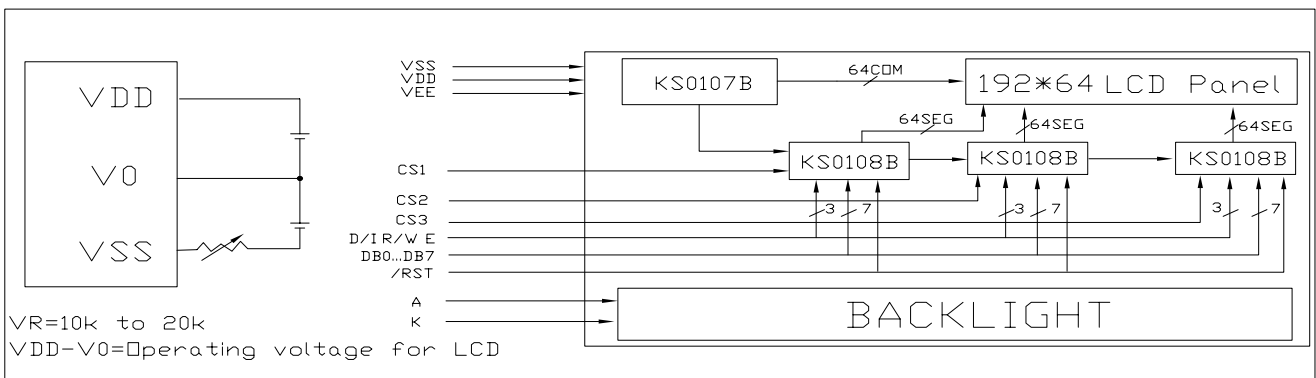 VDD
V0
VSS
VR=10k to 20k
VDD-V0=Operating voltage for LCD
VSS
VDD
VEE
CS1
CS2
CS3
D/I R/W E
DB0...DB7
/RST
A
K
KS0107B
64COM
192*64 LCD Panel
64SEG
64SEG
64SEG
KS0108B
KS0108B
KS0108B
3
7
3
7
3
7
BACKLIGHT